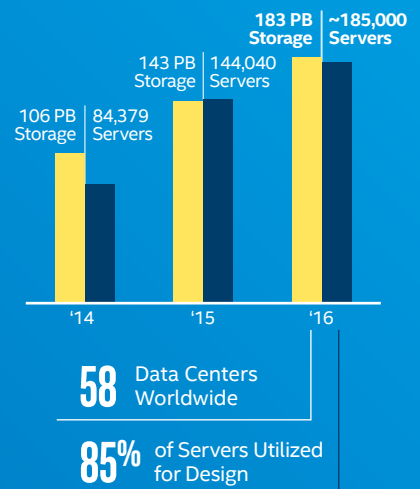 183 PB
Storage
~185,000
Servers
143 PB
Storage
144,040
Servers
106 PB
Storage
84,379
Servers
‘14
‘15
‘16
58
Data Centers
Worldwide
85%
of Servers Utilized
for Design